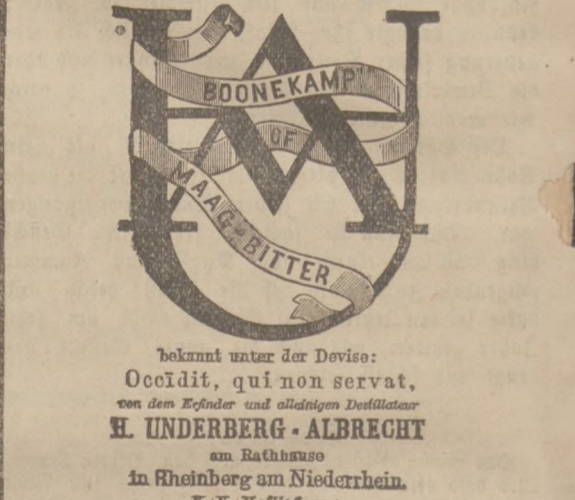 BOONEKAMP
OF
MAAG-BITTER
bekannt unter der Devise:
Occĭdit, qui non servat,
von dem Erfinder und alleinigen Destillateur
H. UNDERBERG - ALBRECHT
am Rathhause
in Rheinberg am Niederrhein.